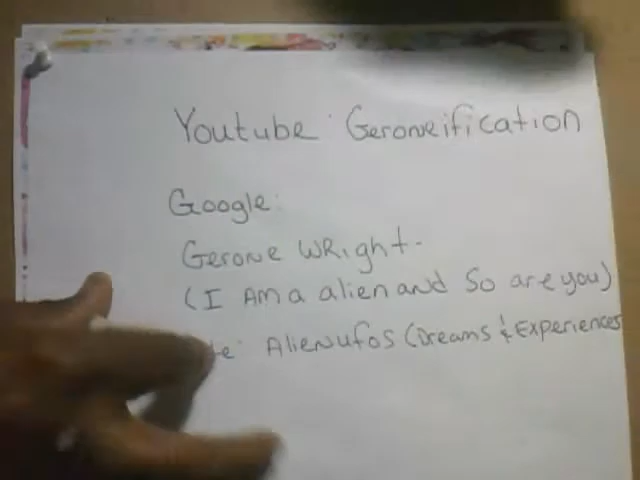 Youtube: Geroneification
Google:
Gerone Wright.
(I Am a alien and so are you)
Alienufos (Dreams & Experiences